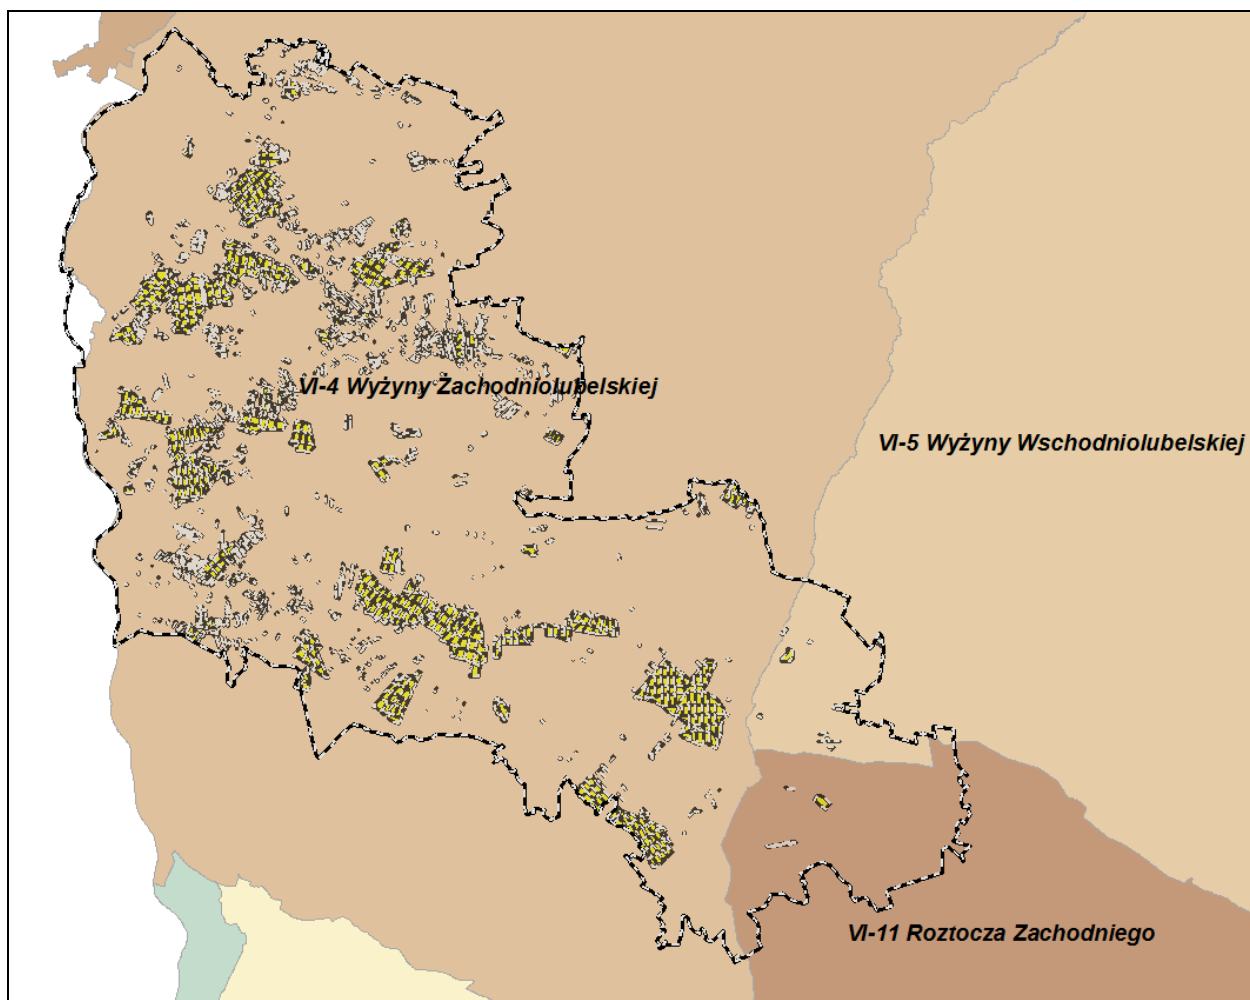 VI-4 Wyżyny Zachodniolubelskiej
VI-5 Wyżyny Wschodniolubelskiej
VI-11 Roztocza Zachodniego